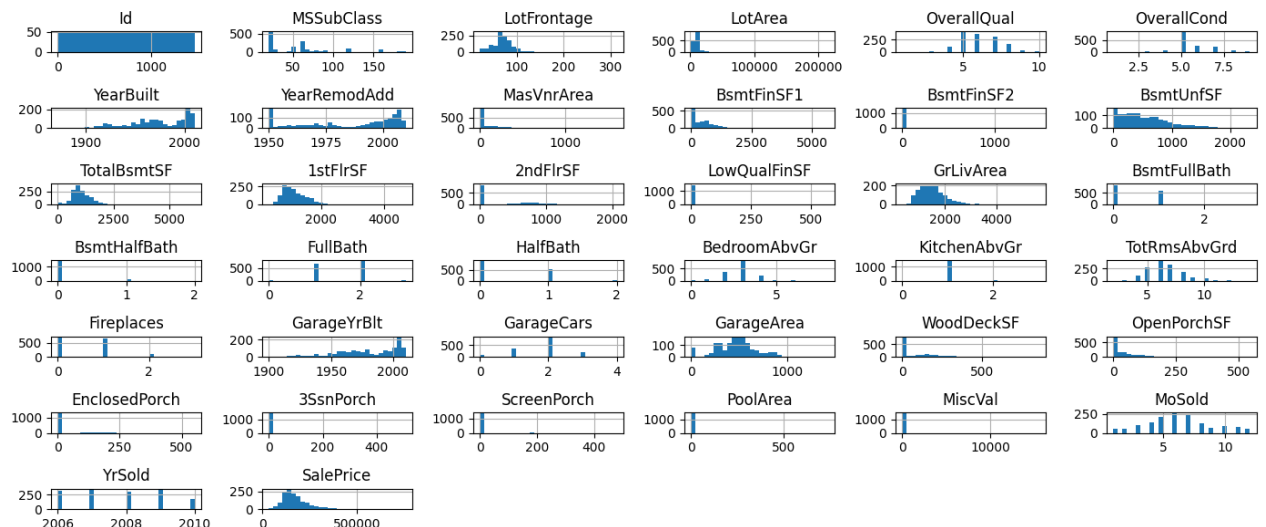 Id MSSubClass LotFrontage LotArea OverallQual OverallCond
50 500 250 500 250 500
0 0 0 0 0 0
0 1000 50 100 150 100 200 300 0 100000 200000 5 10 2.5 5.0 7.5
YearBuilt YearRemodAdd MasVnrArea BsmtFinSF1 BsmtFinSF2 BsmtUnfSF
200 100 500 500 1000 100
0 0 0 0 0 0
1900 2000 1950 1975 2000 0 1000 0 2000 4000 6000 0 1000 0 1000 2000
TotalBsmtSF 1stFlrSF 2ndFlrSF LowQualFinSF GrLivArea BsmtFullBath
250 250 500 1000 200 500
0 0 0 0 0 0
0 2500 5000 2000 4000 0 1000 2000 0 200 400 600 2000 4000 0 2
BsmtHalfBath FullBath HalfBath BedroomAbvGr KitchenAbvGr TotRmsAbvGrd
1000 500 500 500 1000 250
0 0 0 0 0 0
0 1 2 0 2 0 1 2 0 5 0 2 5 10
Fireplaces GarageYrBlt GarageCars GarageArea WoodDeckSF OpenPorchSF
500 200 500 100 500 500
0 0 0 0 0 0
0 2 1900 1950 2000 0 2 4 0 1000 0 500 0 500
EnclosedPorch 3SsnPorch ScreenPorch PoolArea MiscVal MoSold
1000 1000 1000 1000 1000 250
0 0 0 0 0 0
0 250 500 0 200 400 0 200 400 0 500 0 10000 5 10
YrSold SalePrice
250 250
0 0
2006 2008 2010 500000